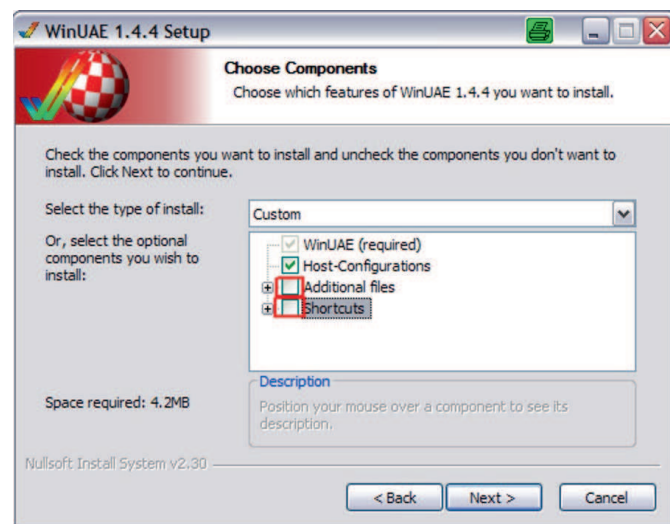 WinUAE 1.4.4 Setup
Choose Components
Choose which features of WinUAE 1.4.4 you want to install.
Check the components you want to install and uncheck the components you don't want to
install. Click Next to continue.
Select the type of install:
Custom
Or, select the optional
components you wish to
install:
WinUAE (required)
Host-Configurations
Additional files
Shortcuts
Space required: 4.2MB
Description
Position your mouse over a component to see its
description.
Nullsoft Install System v2.30
< Back
Next >
Cancel